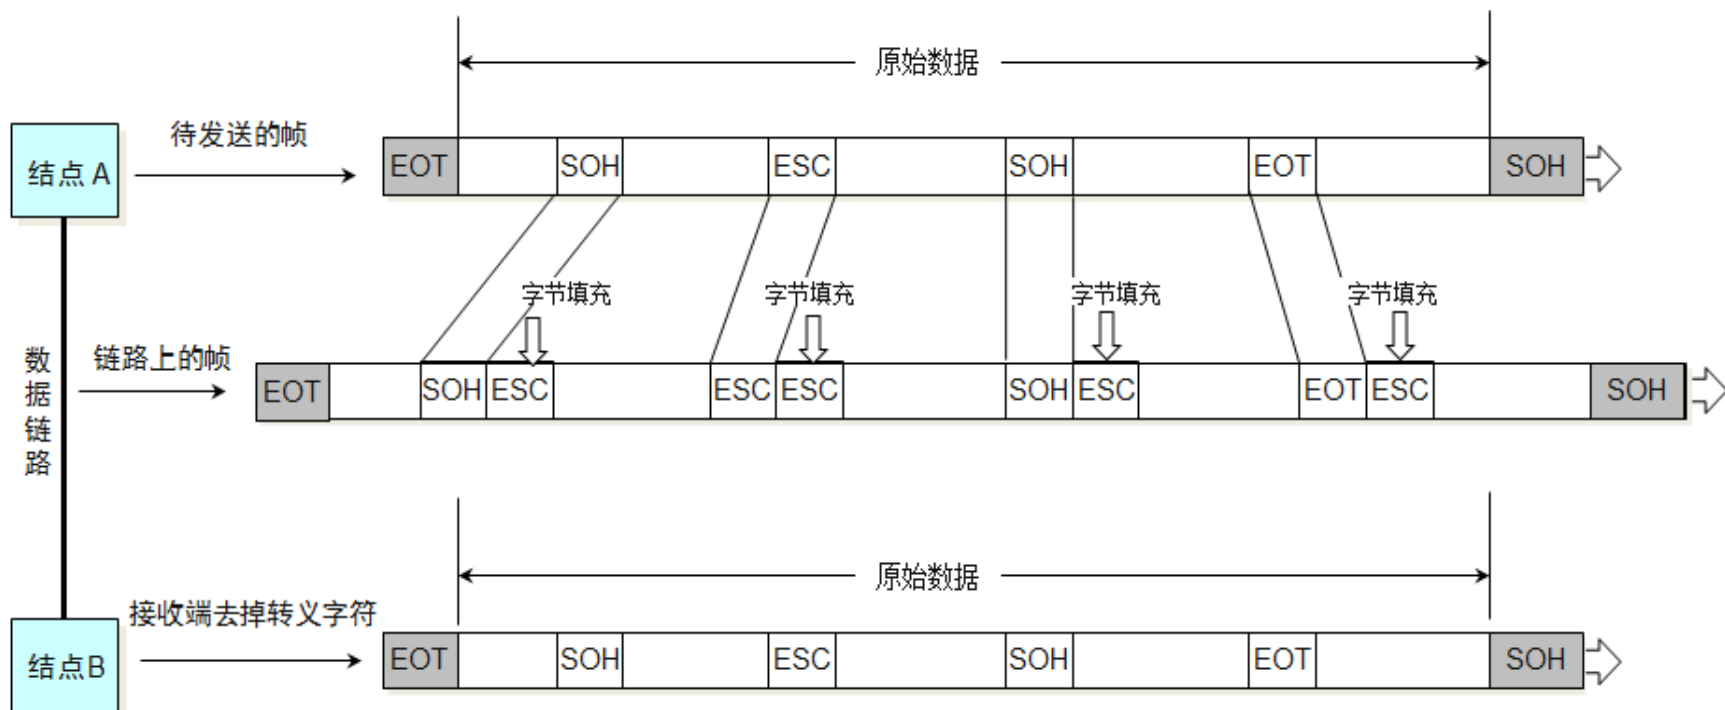 原始数据
待发送的帧
结点 A
EOT SOH ESC SOH EOT SOH
字节填充 字节填充 字节填充 字节填充
数据链路
链路上的帧
EOT SOH ESC ESC ESC SOH ESC EOT ESC SOH
原始数据
接收端去掉转义字符
结点B
EOT SOH ESC SOH EOT SOH